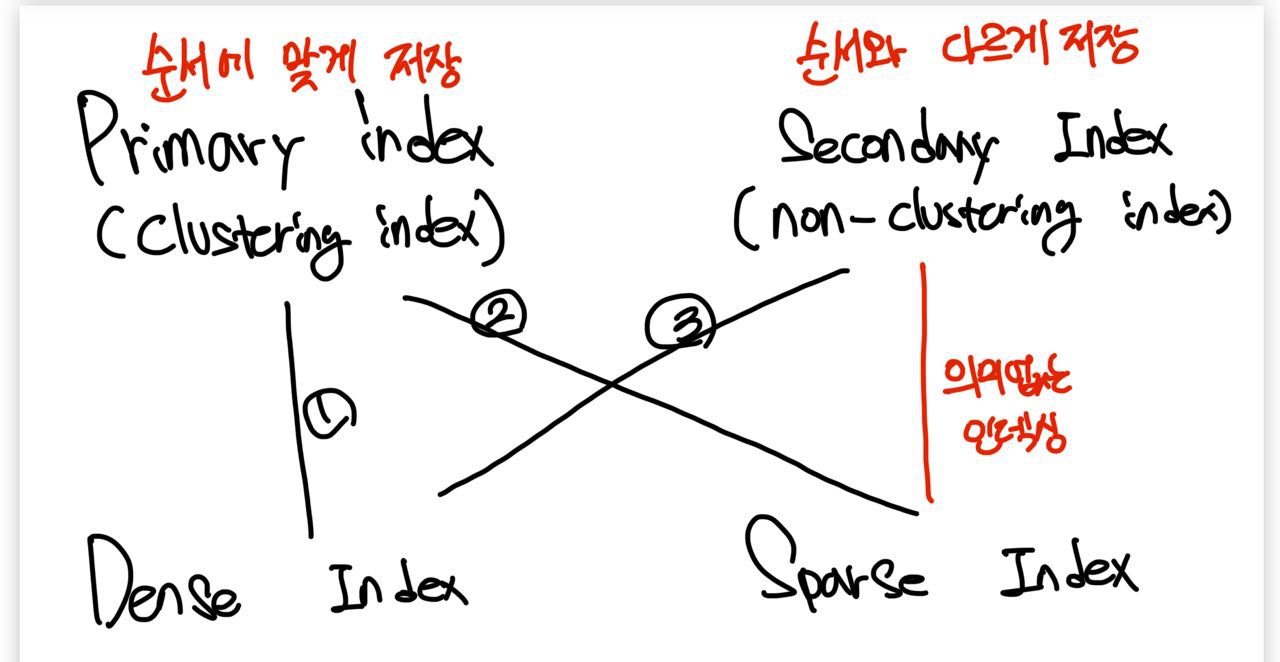 순서에 맞게 저장
Primary index
(clustering index)
순서와 다르게 저장
Secondary Index
(non-clustering index)
①
②
③
의미없는
인덱싱
Dense Index
Sparse Index